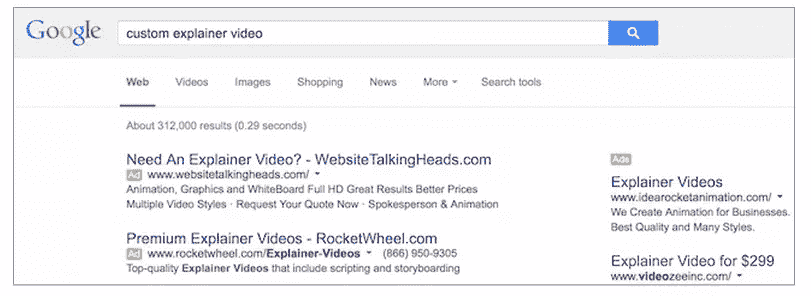 Google custom explainer video
Web Videos Images Shopping News More Search tools
About 312,000 results (0.29 seconds)
Need An Explainer Video? - WebsiteTalkingHeads.com
Ad www.websitetalkingheads.com/
Animation, Graphics and WhiteBoard Full HD Great Results Better Prices
Multiple Video Styles · Request Your Quote Now · Spokesperson & Animation
Premium Explainer Videos - RocketWheel.com
Ad www.rocketwheel.com/Explainer-Videos (866) 950-9305
Top-quality Explainer Videos that include scripting and storyboarding
Ads
Explainer Videos
www.idearocketanimation.com/
We Create Animation for Businesses.
Best Quality and Many Styles.
Explainer Video for $299
www.videozeeinc.com/